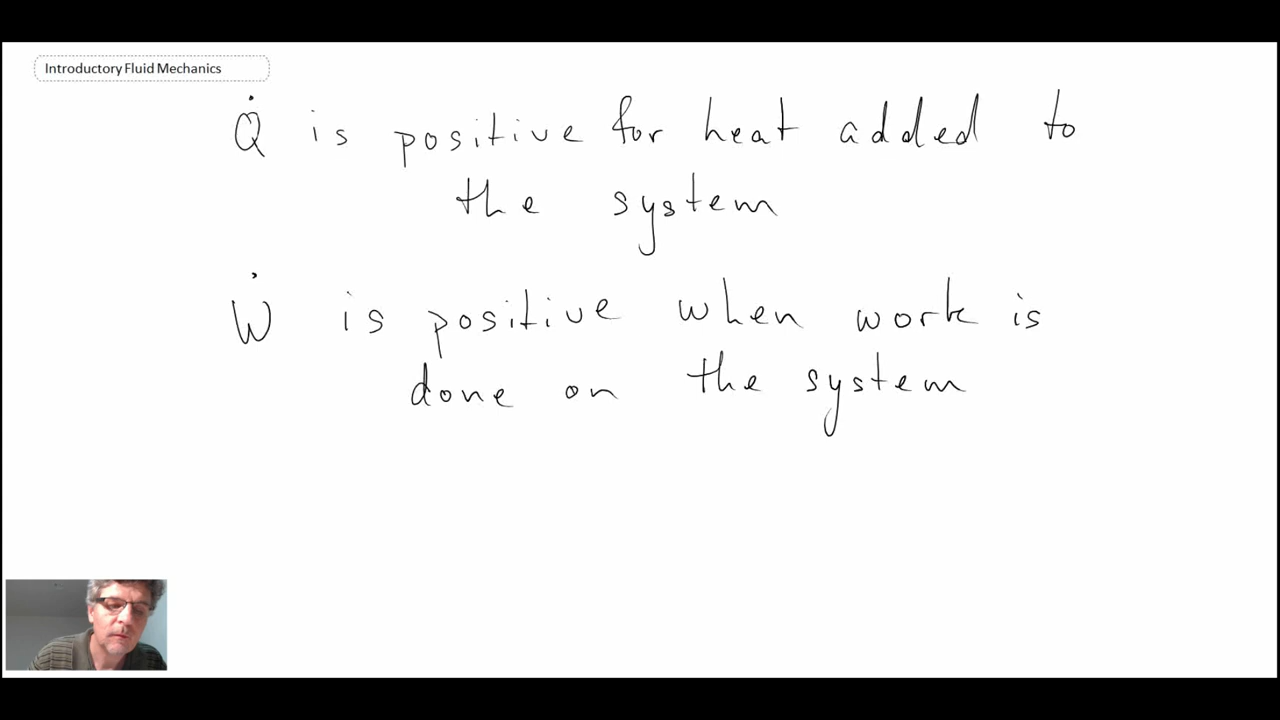 Introductory Fluid Mechanics
Q̇ is positive for heat added to
the system
Ẇ is positive when work is
done on the system